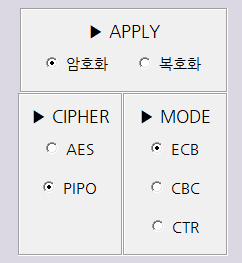 ▶ APPLY
암호화 복호화
▶ CIPHER
AES
PIPO
▶ MODE
ECB
CBC
CTR